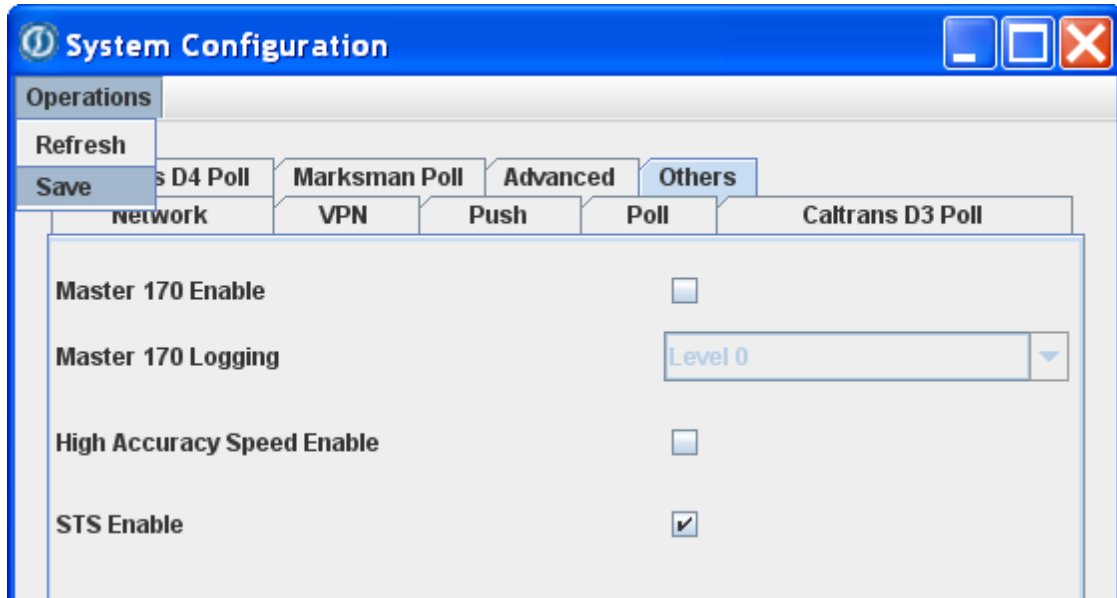 System Configuration
Operations
Refresh
Save
s D4 Poll Marksman Poll Advanced Others
Network VPN Push Poll Caltrans D3 Poll
Master 170 Enable
Master 170 Logging Level 0
High Accuracy Speed Enable
STS Enable